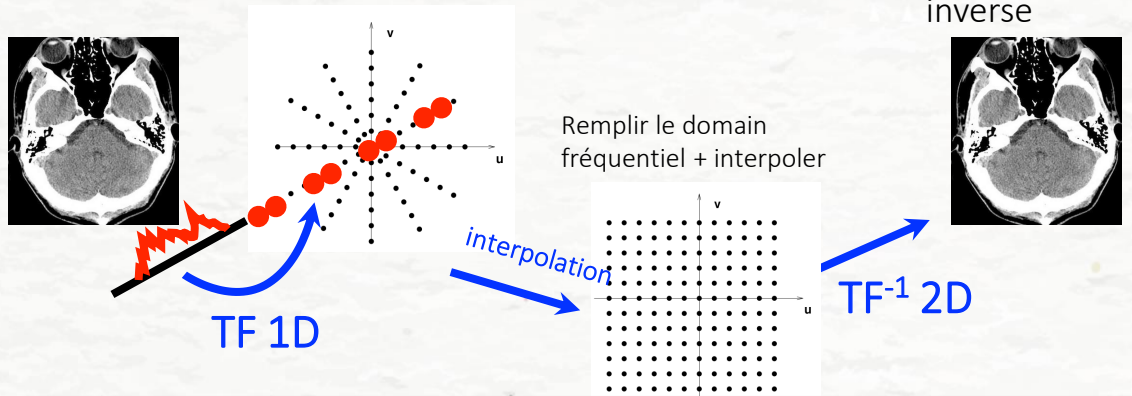 inverse
v
u
Remplir le domain
fréquentiel + interpoler
interpolation
v
u
TF 1D
TF-1 2D